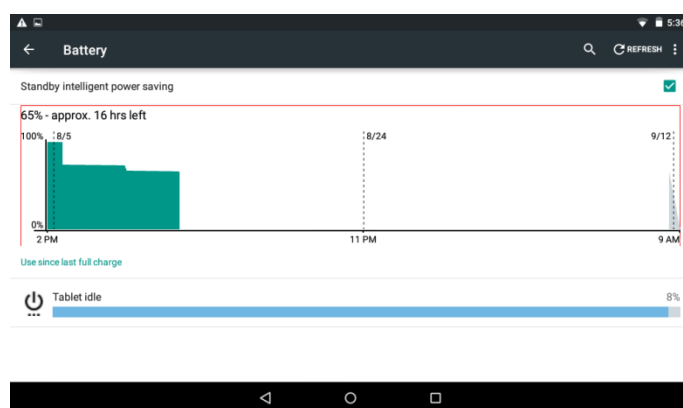 5:36
Battery
REFRESH
Standby intelligent power saving
65% - approx. 16 hrs left
100% 8/5 8/24 9/12
0%
2 PM 11 PM 9 AM
Use since last full charge
Tablet idle 8%